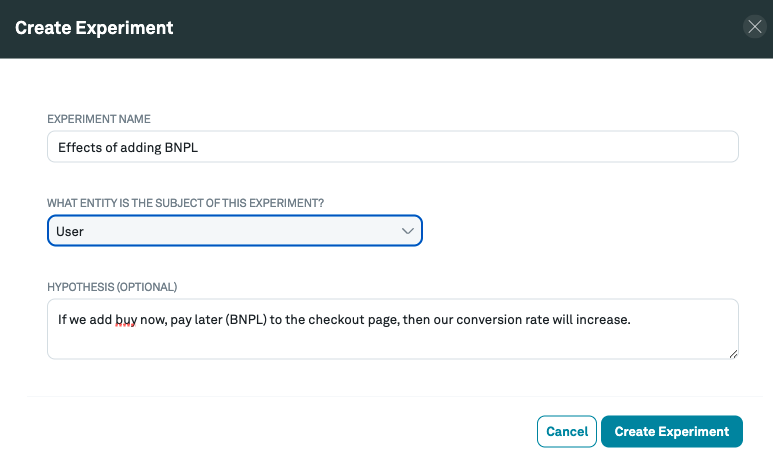 Create Experiment
EXPERIMENT NAME
Effects of adding BNPL
WHAT ENTITY IS THE SUBJECT OF THIS EXPERIMENT?
User
HYPOTHESIS (OPTIONAL)
If we add buy now, pay later (BNPL) to the checkout page, then our conversion rate will increase.
Cancel
Create Experiment